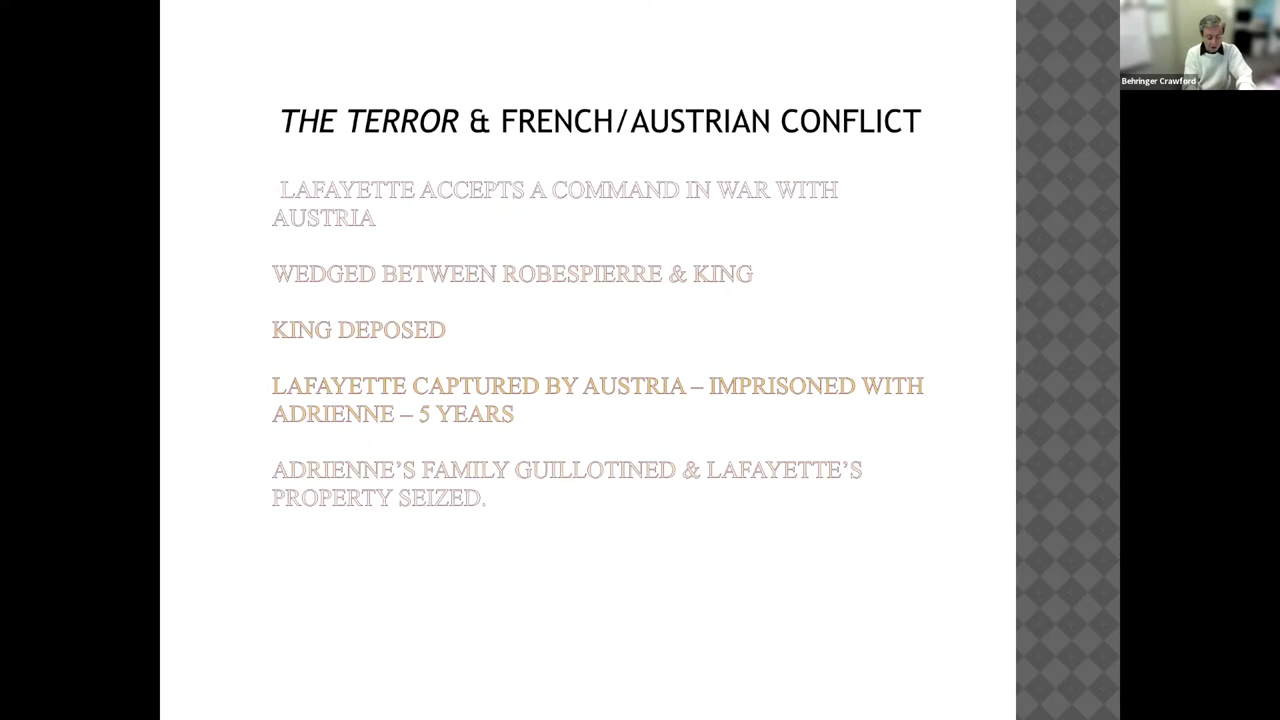 Behringer Crawford
THE TERROR & FRENCH/AUSTRIAN CONFLICT
LAFAYETTE ACCEPTS A COMMAND IN WAR WITH
AUSTRIA
WEDGED BETWEEN ROBESPIERRE & KING
KING DEPOSED
LAFAYETTE CAPTURED BY AUSTRIA – IMPRISONED WITH
ADRIENNE – 5 YEARS
ADRIENNE’S FAMILY GUILLOTINED & LAFAYETTE’S
PROPERTY SEIZED.